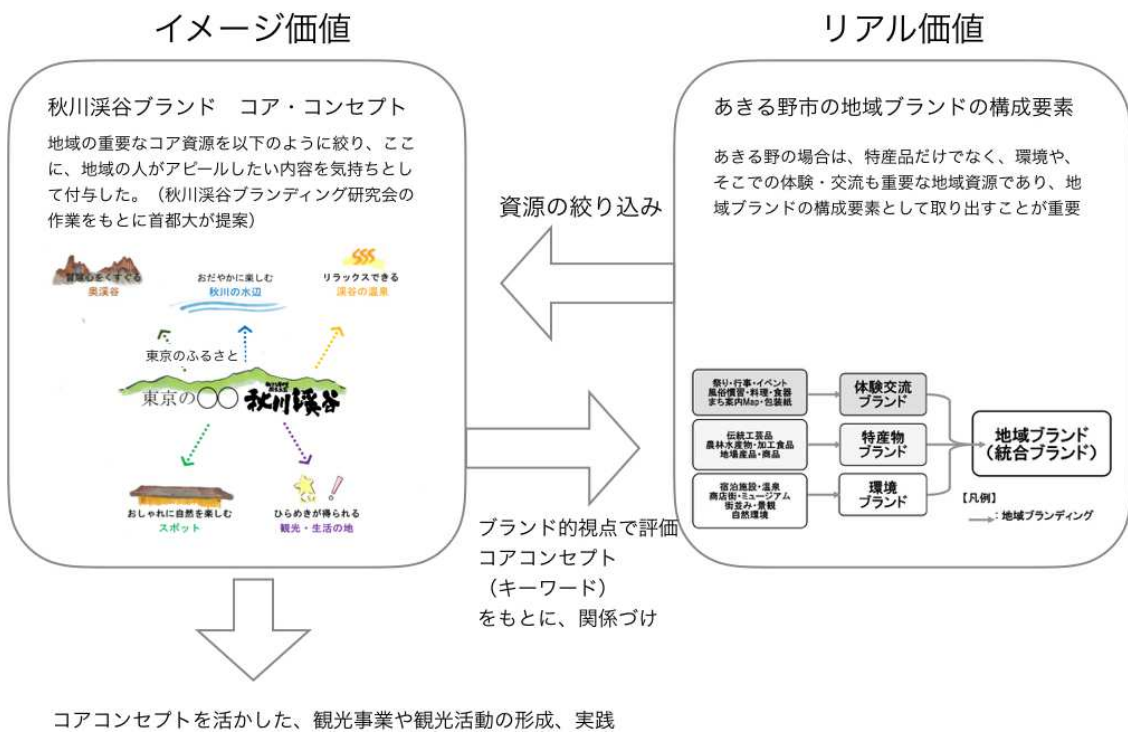 イメージ価値
秋川渓谷ブランド　コア・コンセプト
地域の重要なコア資源を以下のように絞り、ここ
に、地域の人がアピールしたい内容を気持ちとし
て付与した。（秋川渓谷ブランディング研究会の
作業をもとに首都大が提案）
冒険心をくすぐる
奥渓谷
おだやかに楽しむ
秋川の水辺
リラックスできる
渓谷の温泉
東京のふるさと
東京の〇〇
秋川渓谷
おしゃれに自然を楽しむ
スポット
ひらめきが得られる
観光・生活の地
資源の絞り込み
ブランド的視点で評価
コアコンセプト
（キーワード）
をもとに、関係づけ
リアル価値
あきる野市の地域ブランドの構成要素
あきる野の場合は、特産品だけでなく、環境や、
そこでの体験・交流も重要な地域資源であり、地
域ブランドの構成要素として取り出すことが重要
祭り・行事・イベント
風俗慣習・料理・食器
まち案内Map・包装紙
体験交流
ブランド
伝統工芸品
農林水産物・加工食品
地場産品・商品
特産物
ブランド
宿泊施設・温泉
商店街・ミュージアム
街並み・景観
自然環境
環境
ブランド
地域ブランド
（統合ブランド）
【凡例】
：地域ブランディング
コアコンセプトを活かした、観光事業や観光活動の形成、実践